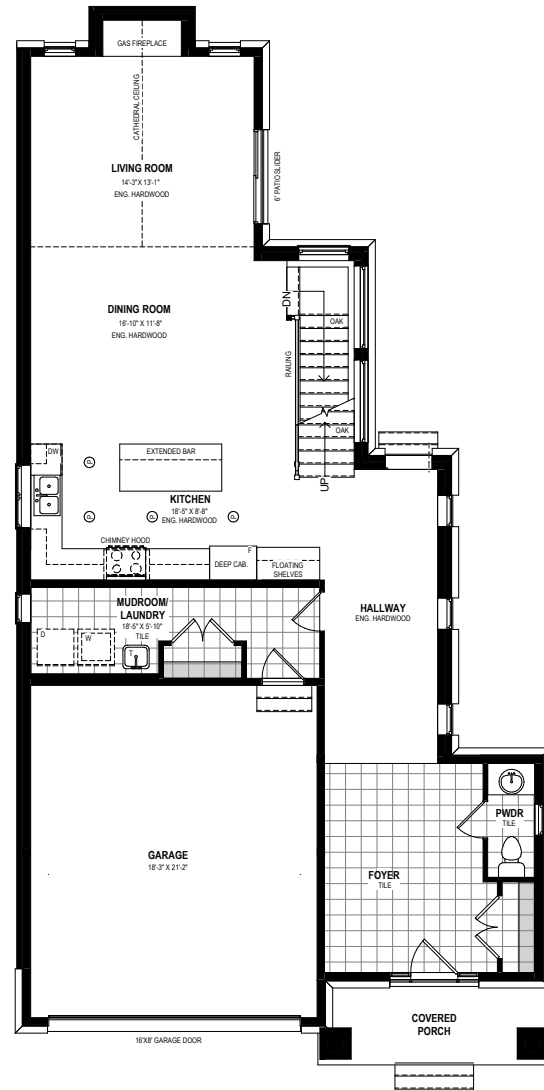 GAS FIREPLACE
CATHEDRAL CEILING
LIVING ROOM
14'-3"X 13'-1"
ENG. HARDWOOD
6' PATIO SLIDER
DINING ROOM
16'-10" X 11'-8"
ENG. HARDWOOD
DN
OAK
RAILING
OAK
UP
DW
EXTENDED BAR
P
KITCHEN
18'-5" X 8'-8"
ENG. HARDWOOD
P
P
P
CHIMNEY HOOD
F
DEEP CAB.
FLOATING
SHELVES
MUDROOM/
LAUNDRY
18'-5" X 5'-10"
TILE
D
W
T
HALLWAY
ENG. HARDWOOD
PWDR
TILE
GARAGE
18'-3" X 21'-2"
FOYER
TILE
COVERED
PORCH
16'X8' GARAGE DOOR